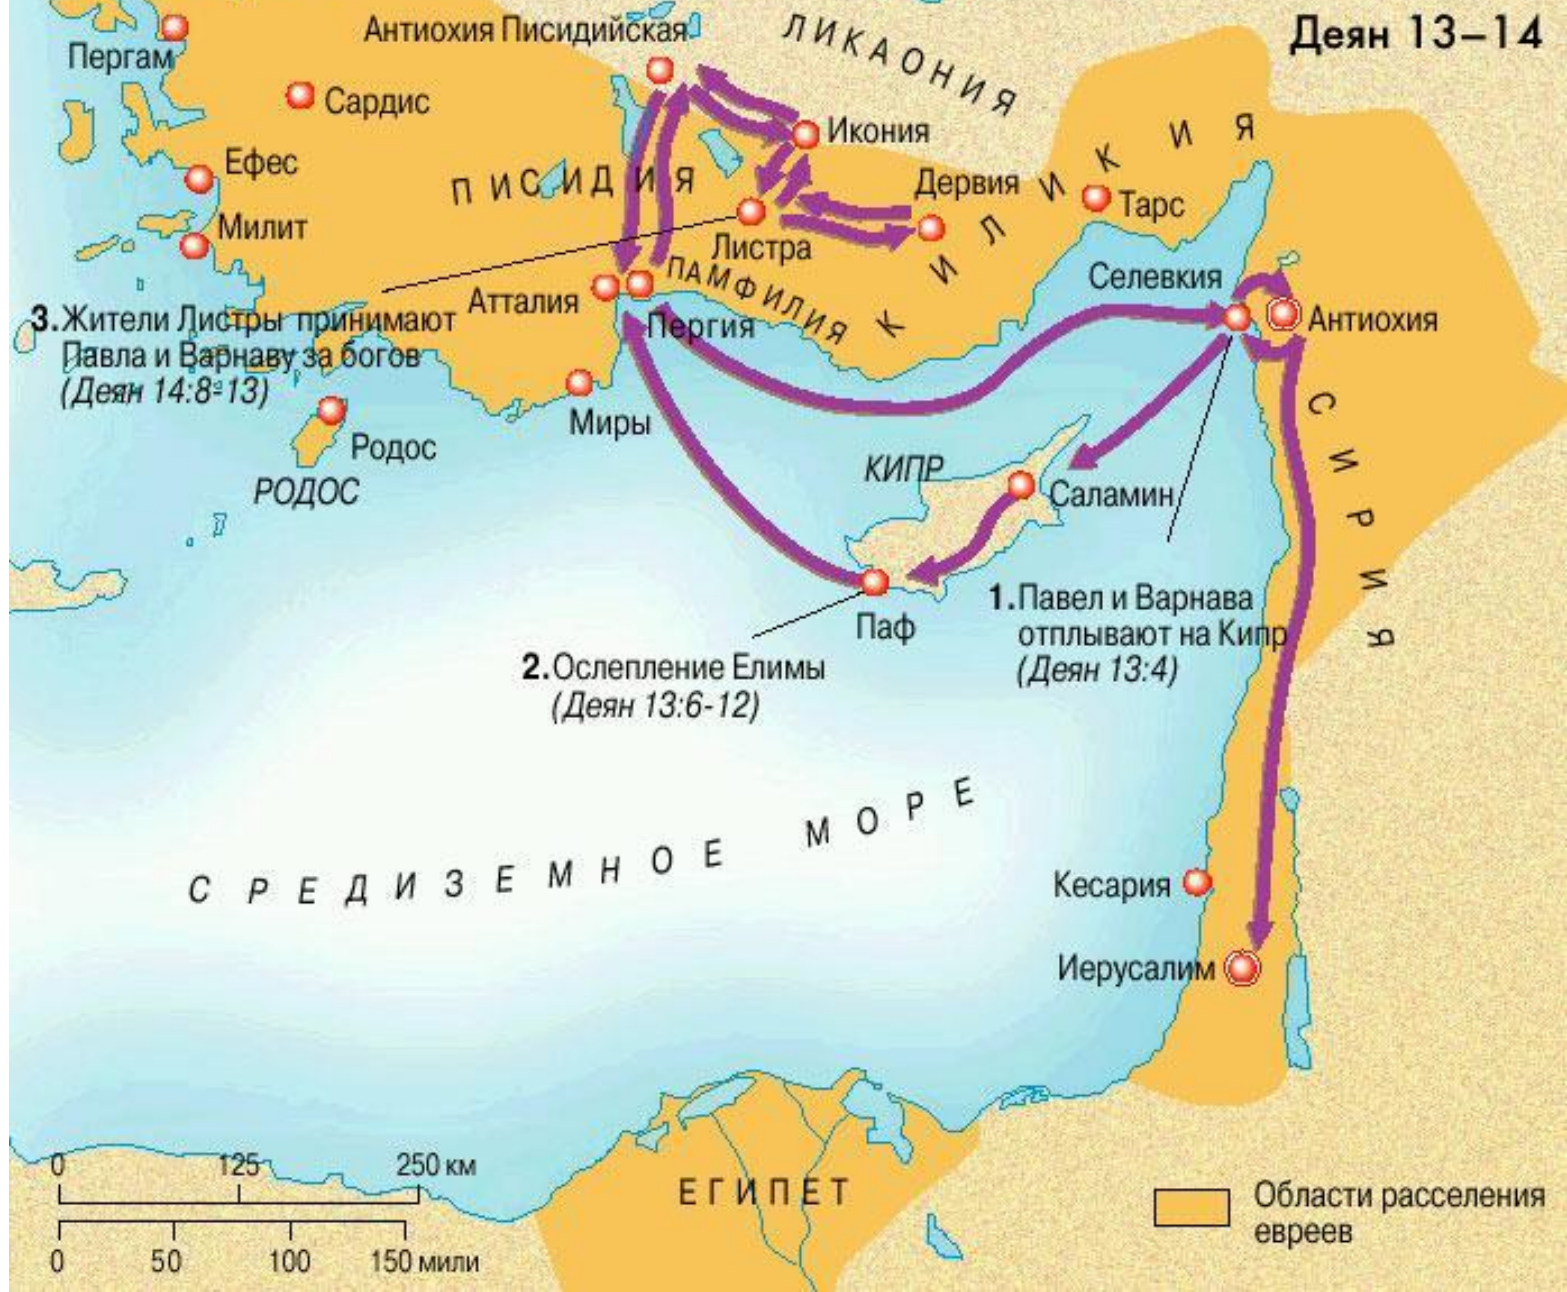 Деян 13–14
Антиохия Писидийская
ЛИКАОНИЯ
Пергам
Сардис
Икония
Ефес
ПИСИДИЯ
Дервия
КИЛИКИЯ
Тарс
Милит
Листра
ПАМФИЛИЯ
Селевкия
Атталия
Пергия
Антиохия
3. Жители Листры принимают
Павла и Варнаву за богов
(Деян 14:8-13)
Миры
Родос
РОДОС
КИПР
Саламин
СИРИЯ
Паф
1. Павел и Варнава
отплывают на Кипр
(Деян 13:4)
2. Ослепление Елимы
(Деян 13:6-12)
СРЕДИЗЕМНОЕ МОРЕ
Кесария
Иерусалим
ЕГИПЕТ
0 125 250 км
0 50 100 150 мили
Области расселения
евреев